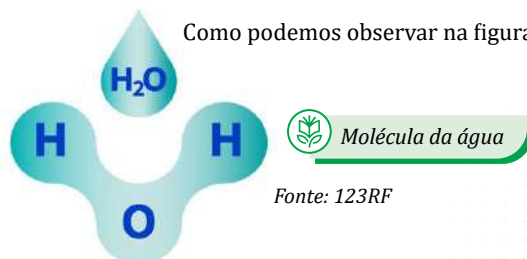 Como podemos observar na figura
H₂O
H H
O
Molécula da água
Fonte: 123RF